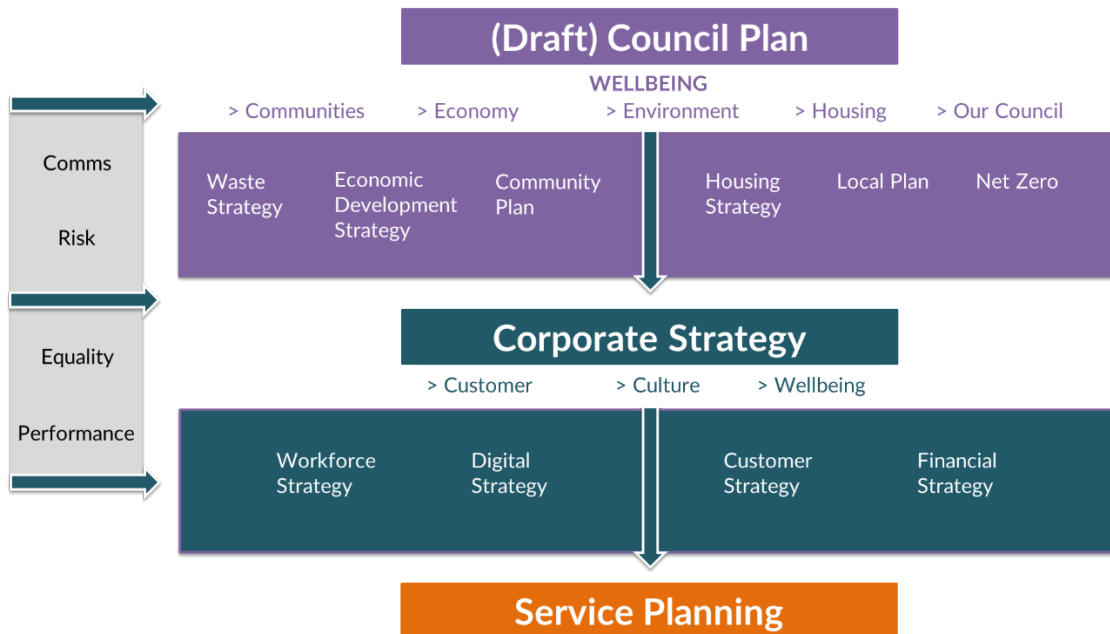 (Draft) Council Plan
WELLBEING
> Communities
> Economy
> Environment
> Housing
> Our Council
Comms
Risk
Equality
Performance
Waste
Strategy
Economic
Development
Strategy
Community
Plan
Housing
Strategy
Local Plan
Net Zero
Corporate Strategy
> Customer
> Culture
> Wellbeing
Workforce
Strategy
Digital
Strategy
Customer
Strategy
Financial
Strategy
Service Planning